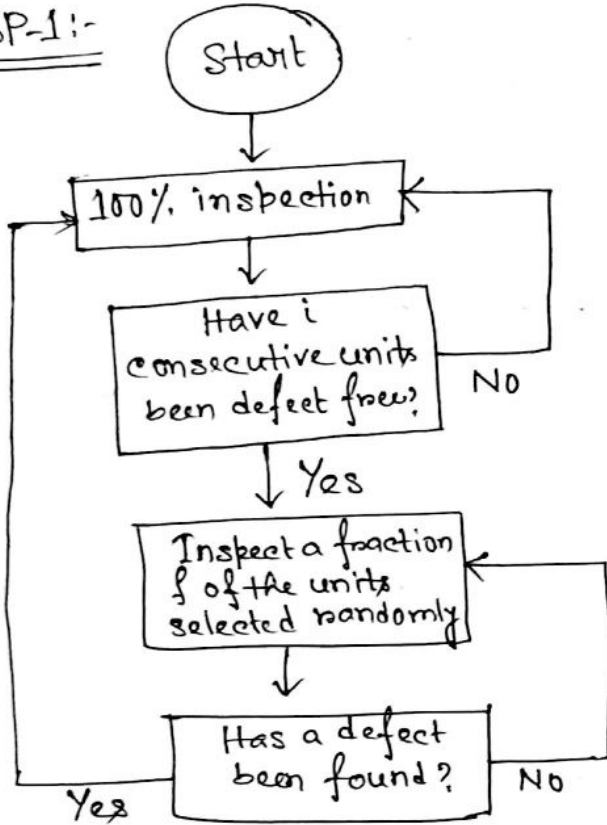 SP-1:-
Start
100% inspection
Have i
consecutive units
been defect free?
No
Yes
Inspect a fraction
f of the units
selected randomly
Has a defect
been found?
Yes
No